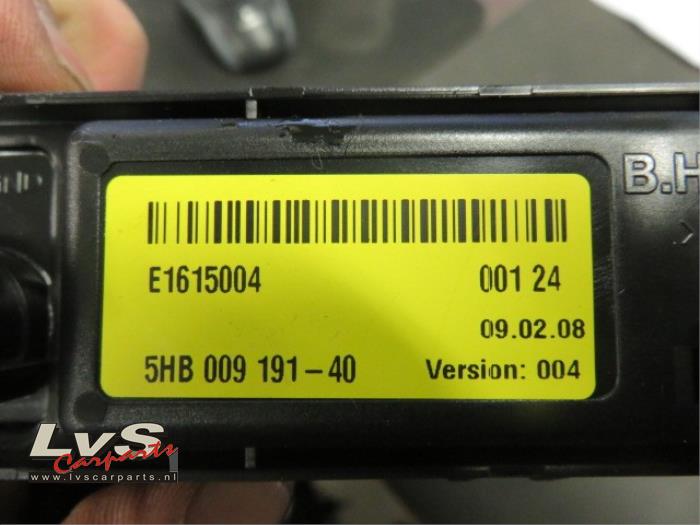 B.H
E1615004 001 24
09.02.08
5HB 009 191-40 Version: 004
LvS
Carparts
www.lvscarparts.nl